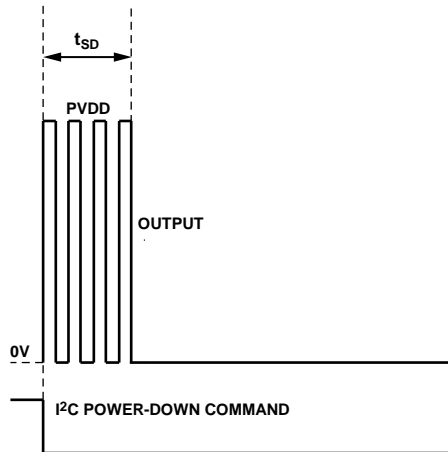 tSD
PVDD
OUTPUT
0V
I²C POWER-DOWN COMMAND